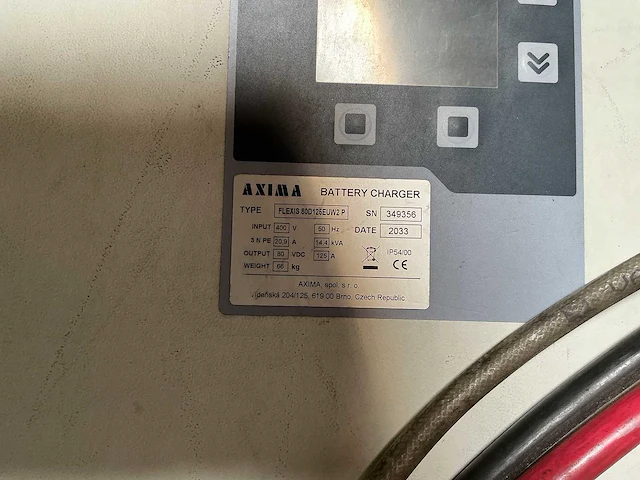 AXIMA BATTERY CHARGER
TYPE FLEXIS 80D125EUW2 P SN 349356
INPUT 400 V 50 Hz DATE 2033
3 N PE 20,9 A 14,4 kVA
OUTPUT 80 VDC 125 A IP54/00
WEIGHT 66 kg CE
AXIMA, spol. s r. o.
Vídeňská 204/125, 619 00 Brno, Czech Republic